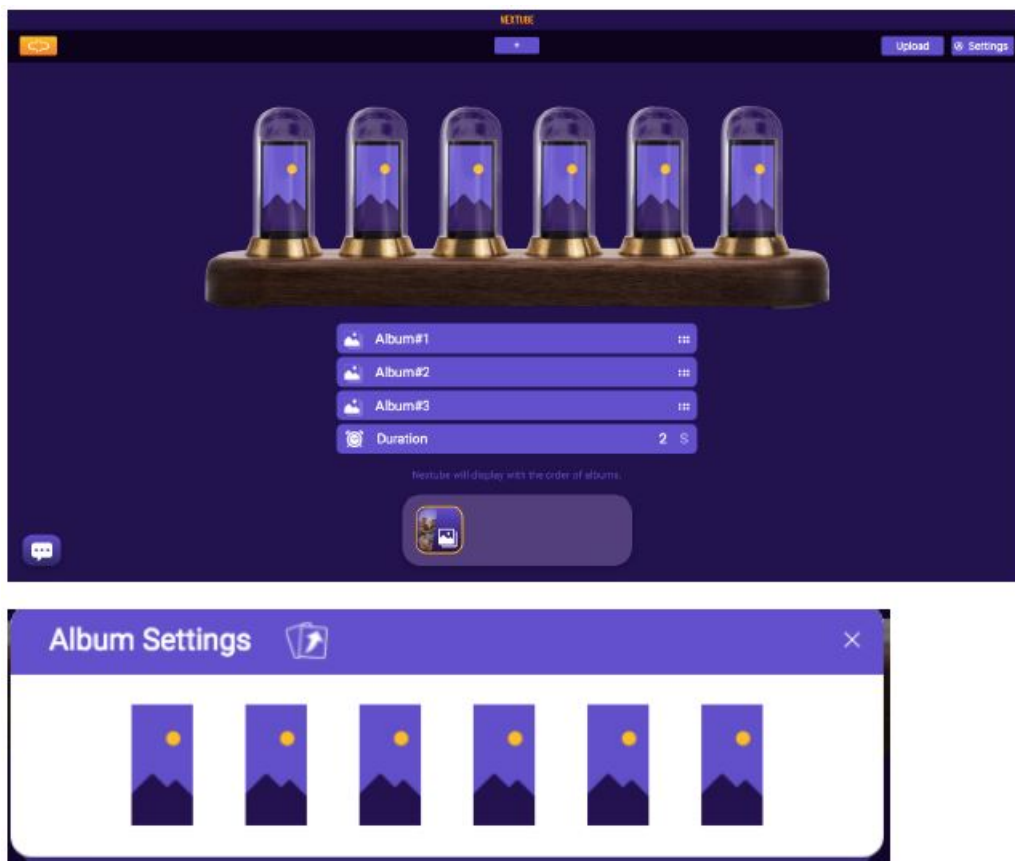 NEXTUBE
+
Upload
Settings
Album#1
Album#2
Album#3
Duration 2 S
Nextube will display with the order of albums.
Album Settings